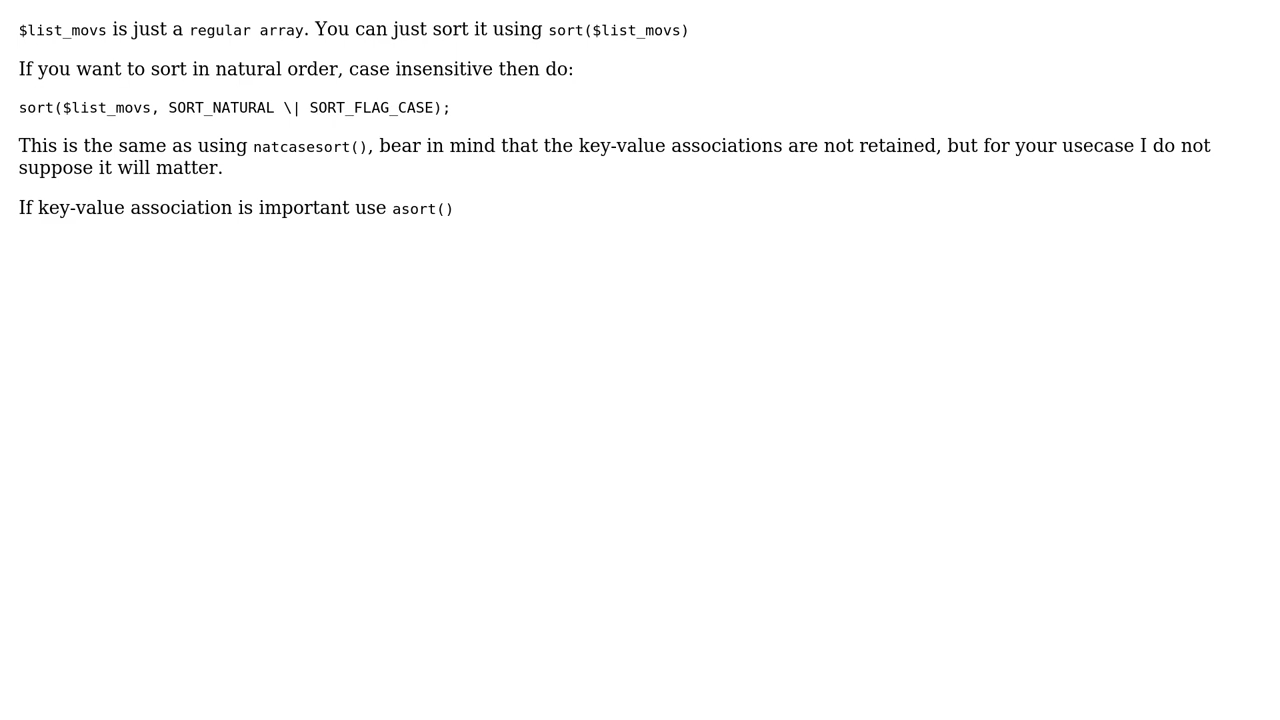 $list_movs is just a regular array. You can just sort it using sort($list_movs)
If you want to sort in natural order, case insensitive then do:
sort($list_movs, SORT_NATURAL \| SORT_FLAG_CASE);
This is the same as using natcasesort(), bear in mind that the key-value associations are not retained, but for your usecase I do not
suppose it will matter.
If key-value association is important use asort()